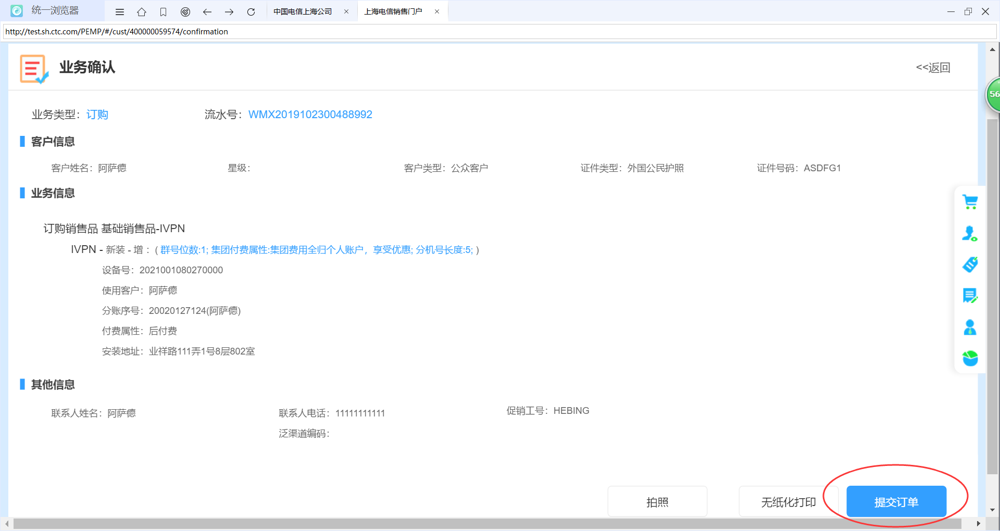 统一浏览器
中国电信上海公司
上海电信销售门户
http://test.sh.ctc.com/PEMP/#/cust/400000059574/confirmation
业务确认
<<返回
56
业务类型：订购
流水号：WMX2019102300488992
客户信息
客户姓名：阿萨德
星级：
客户类型：公众客户
证件类型：外国公民护照
证件号码：ASDFG1
业务信息
订购销售品 基础销售品-IVPN
IVPN - 新装 - 增 ：( 群号位数:1; 集团付费属性:集团费用全归个人账户，享受优惠; 分机号长度:5; )
设备号：2021001080270000
使用客户：阿萨德
分账序号：20020127124(阿萨德)
付费属性：后付费
安装地址：业祥路111弄1号8层802室
其他信息
联系人姓名：阿萨德
联系人电话：11111111111
促销工号：HEBING
泛渠道编码：
拍照
无纸化打印
提交订单